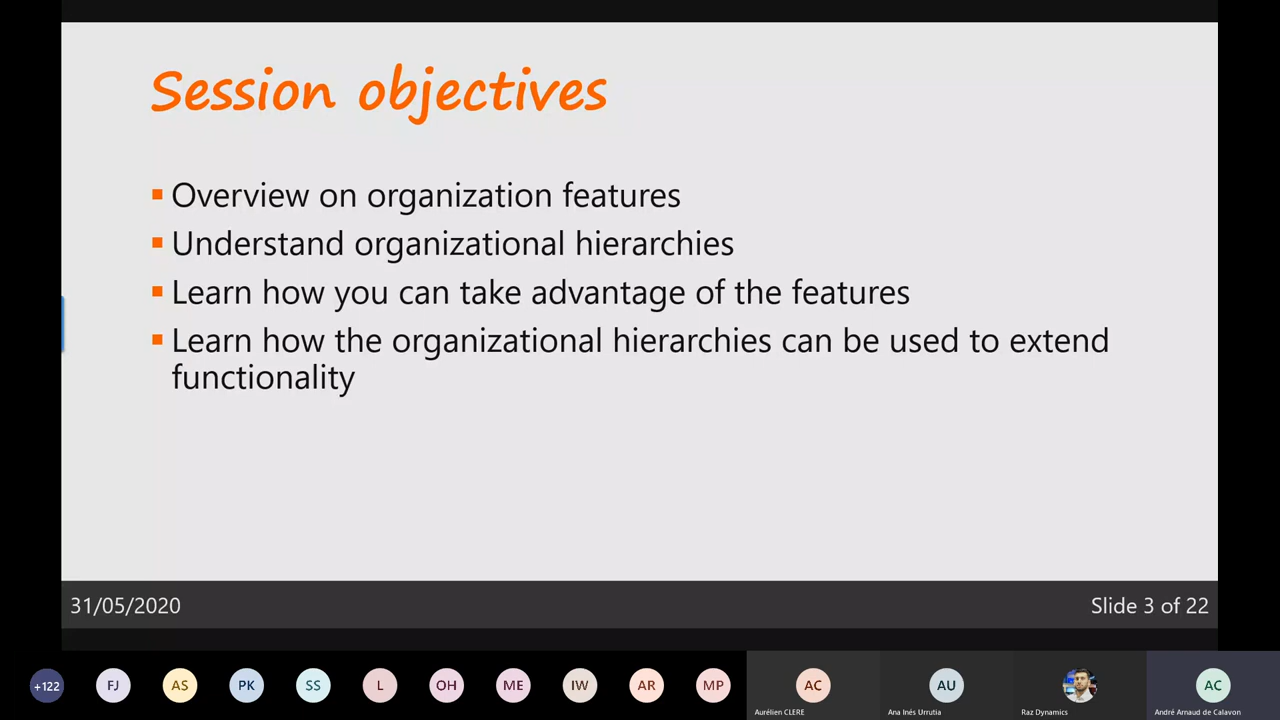 Session objectives
Overview on organization features
Understand organizational hierarchies
Learn how you can take advantage of the features
Learn how the organizational hierarchies can be used to extend
functionality
31/05/2020
Slide 3 of 22
+122
FJ
AS
PK
SS
L
OH
ME
IW
AR
MP
AC
AU
AC
Aurélien CLERE
Ana Inés Urrutia
Raz Dynamics
André Arnaud de Calavon